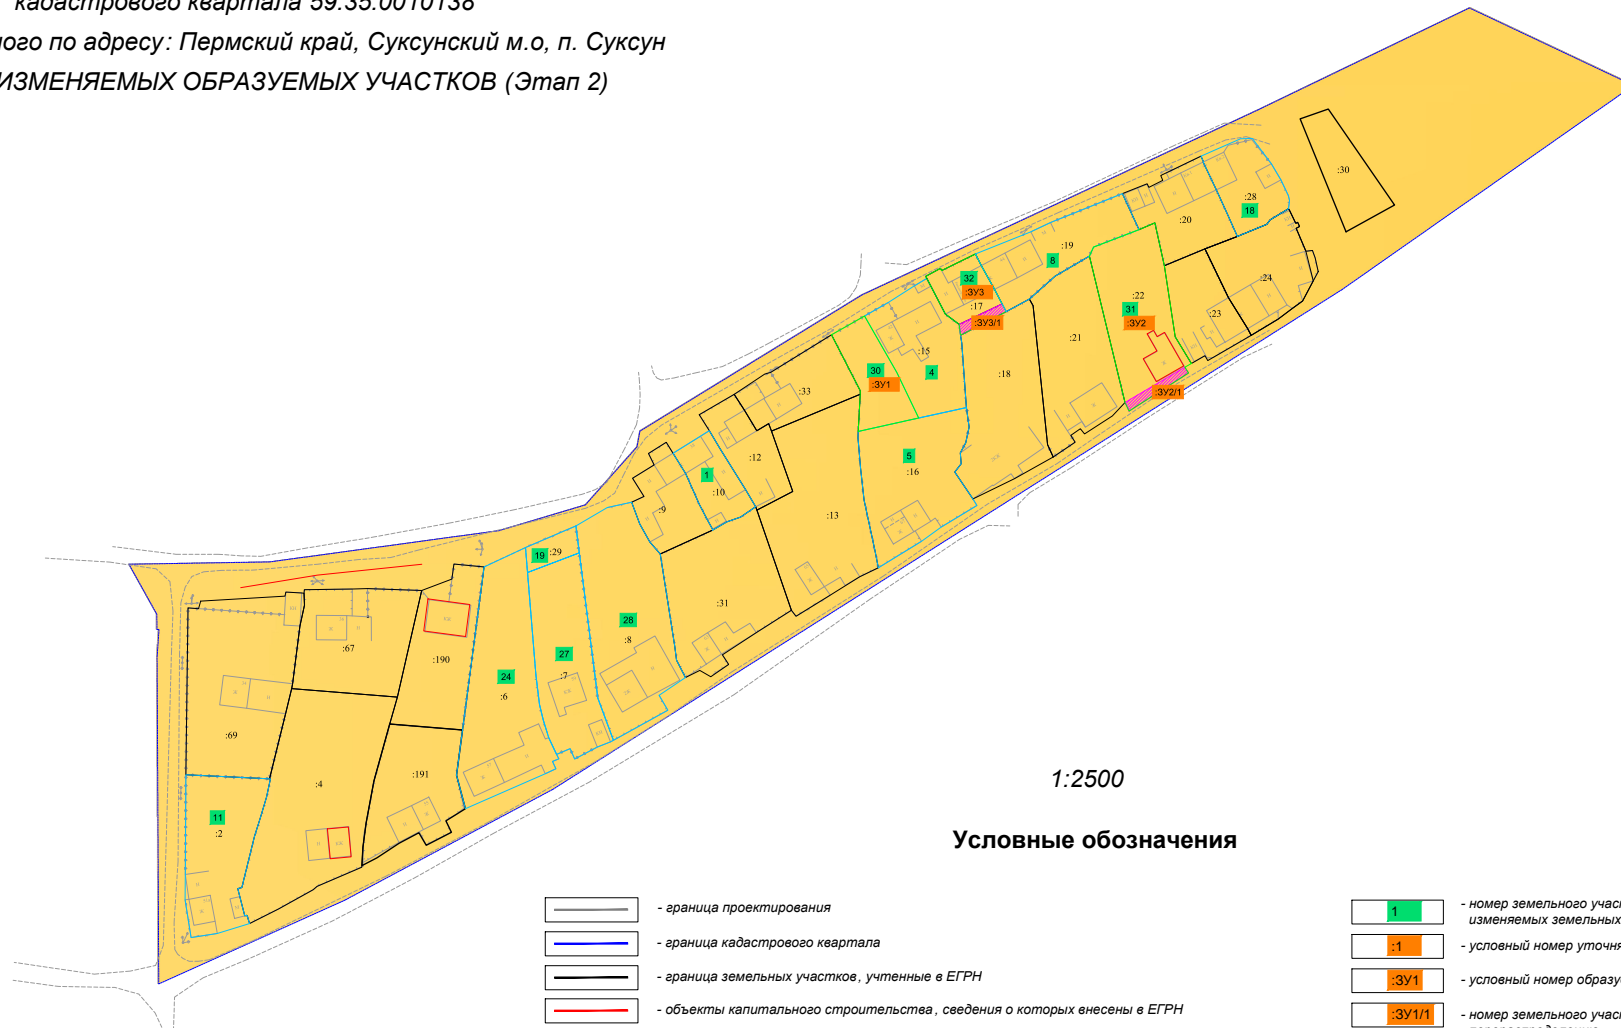 кадастрового квартала 59:35:0010138
ного по адресу: Пермский край, Суксунский м.о, п. Суксун
ИЗМЕНЯЕМЫХ ОБРАЗУЕМЫХ УЧАСТКОВ (Этап 2)
:30
:28
18
:20
:19
8
:24
32
:ЗУ3
:17
:22
31
:ЗУ2
:23
:ЗУ3/1
:21
:15
4
30
:ЗУ1
:18
:33
:ЗУ2/1
5
:16
:12
1
:10
:9
:13
19
:29
:31
28
:8
27
:7
:67
:190
24
:6
:69
:4
:191
11
:2
1:2500
Условные обозначения
- граница проектирования
- граница кадастрового квартала
- граница земельных участков, учтенные в ЕГРН
- объекты капитального строительства, сведения о которых внесены в ЕГРН
1
- номер земельного
изменяемых земельных
:1
- условный номер
:ЗУ1
- условный номер
:ЗУ1/1
- номер земельного